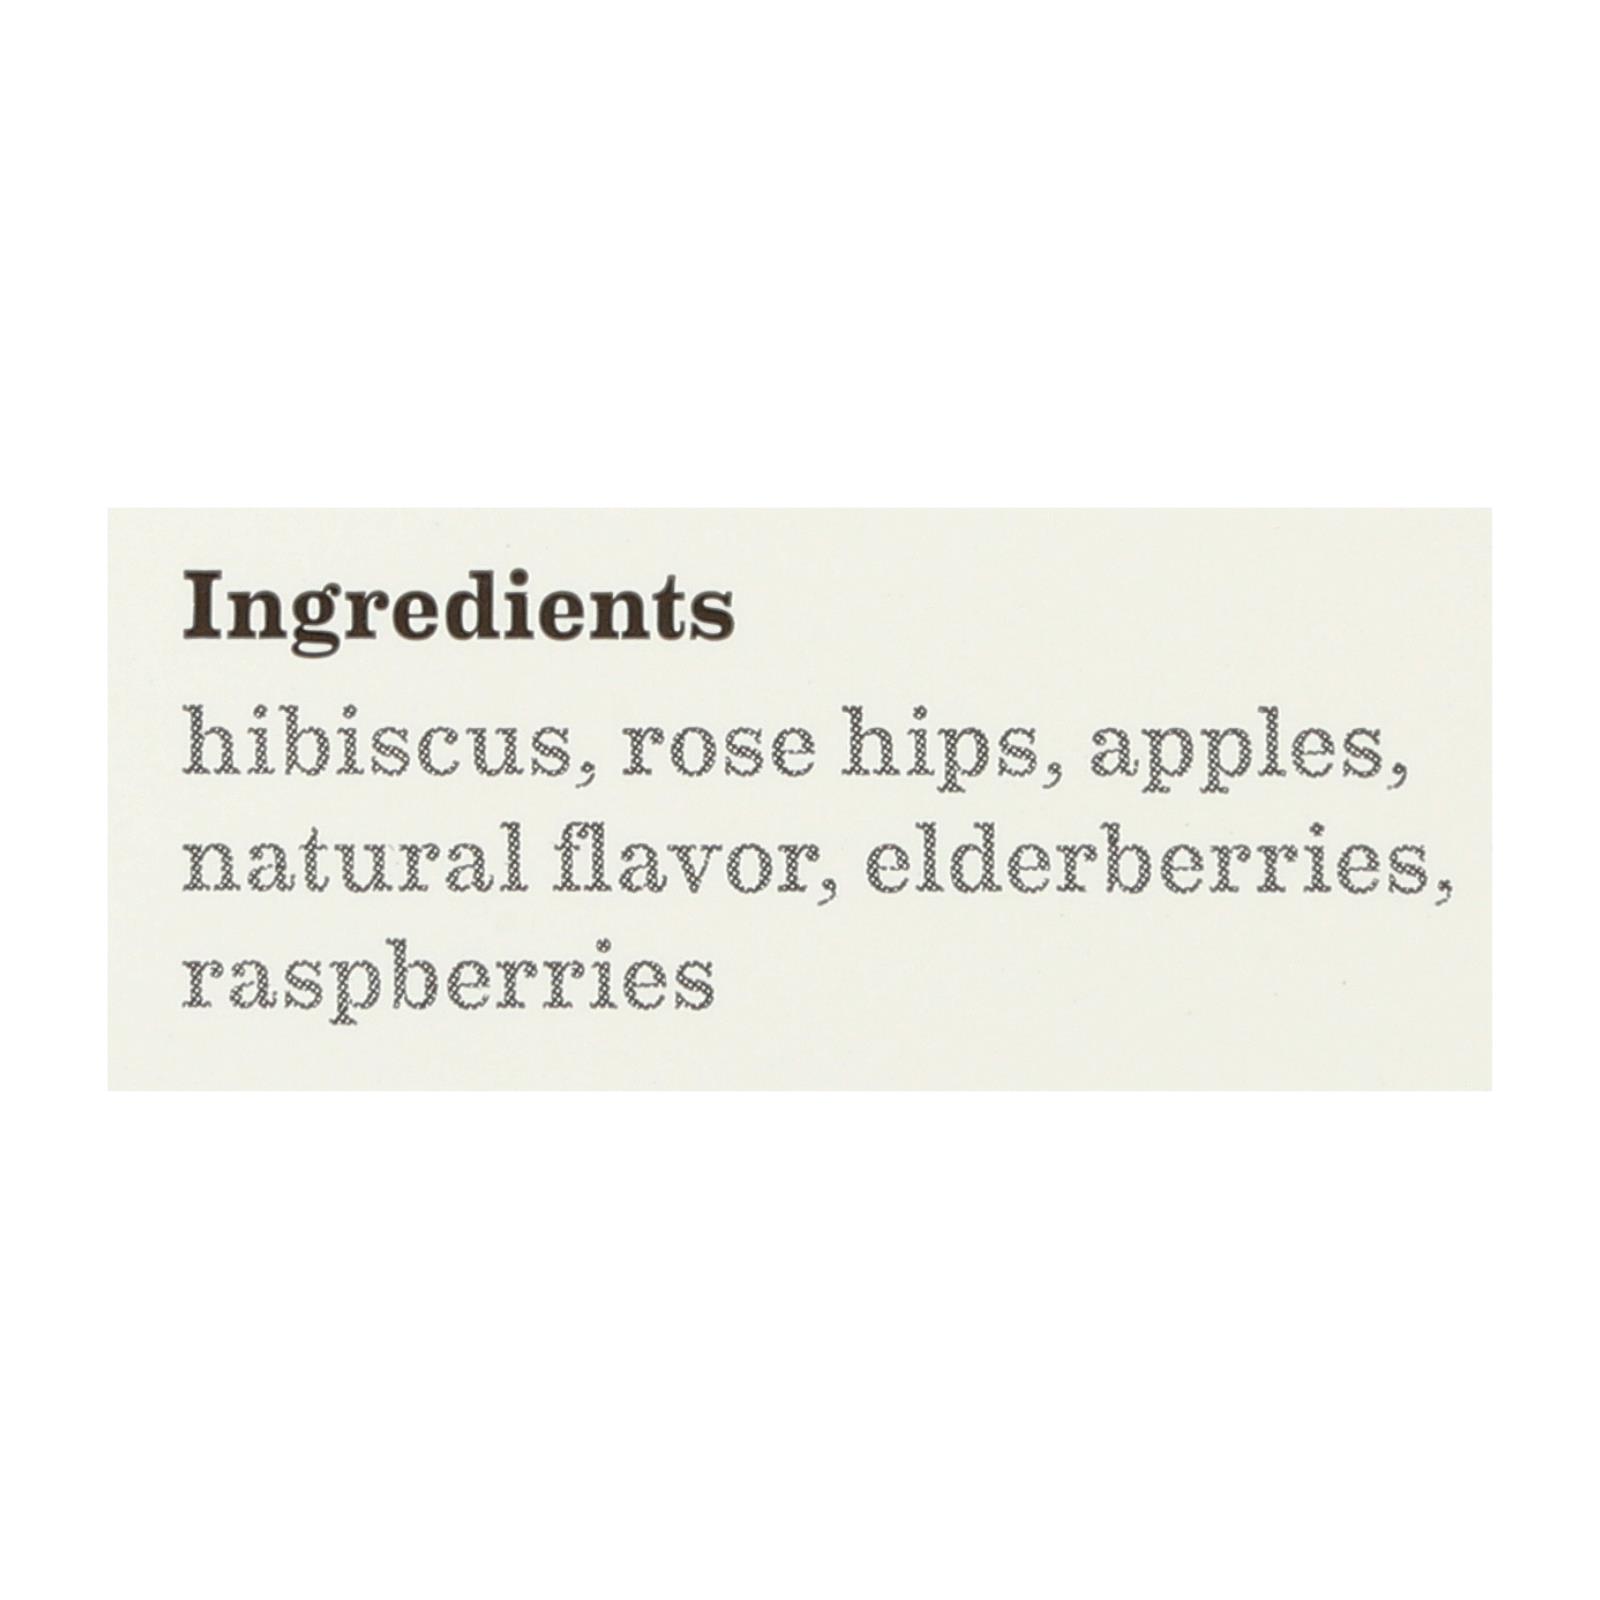 Ingredients
hibiscus, rose hips, apples,
natural flavor, elderberries,
raspberries